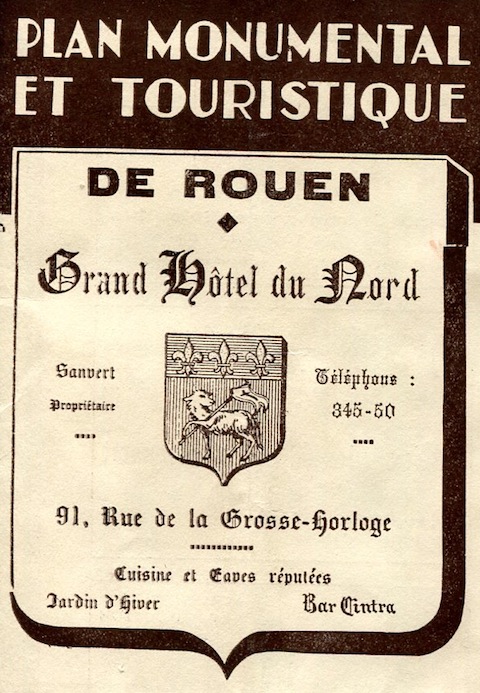 PLAN MONUMENTAL
ET TOURISTIQUE
DE ROUEN
Grand Hôtel du Nord
Sanvert
Propriétaire
Téléphone :
345-50
91, Rue de la Grosse-Horloge
Cuisine et Caves réputées
Jardin d'Hiver
Bar Cintra